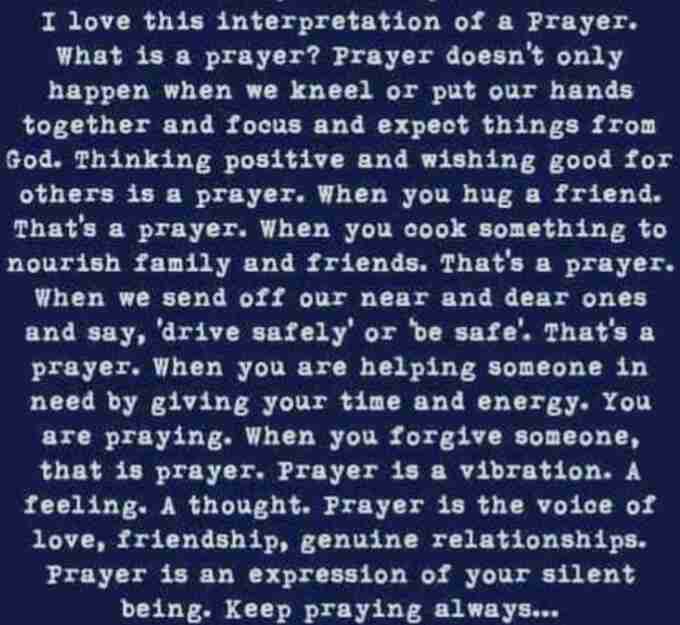 I love this interpretation of a Prayer.
What is a prayer? Prayer doesn't only
happen when we kneel or put our hands
together and focus and expect things from
God. Thinking positive and wishing good for
others is a prayer. When you hug a friend.
That's a prayer. When you cook something to
nourish family and friends. That's a prayer.
When we send off our near and dear ones
and say, 'drive safely' or 'be safe'. That's a
prayer. When you are helping someone in
need by giving your time and energy. You
are praying. When you forgive someone,
that is prayer. Prayer is a vibration. A
feeling. A thought. Prayer is the voice of
love, friendship, genuine relationships.
Prayer is an expression of your silent
being. Keep praying always...